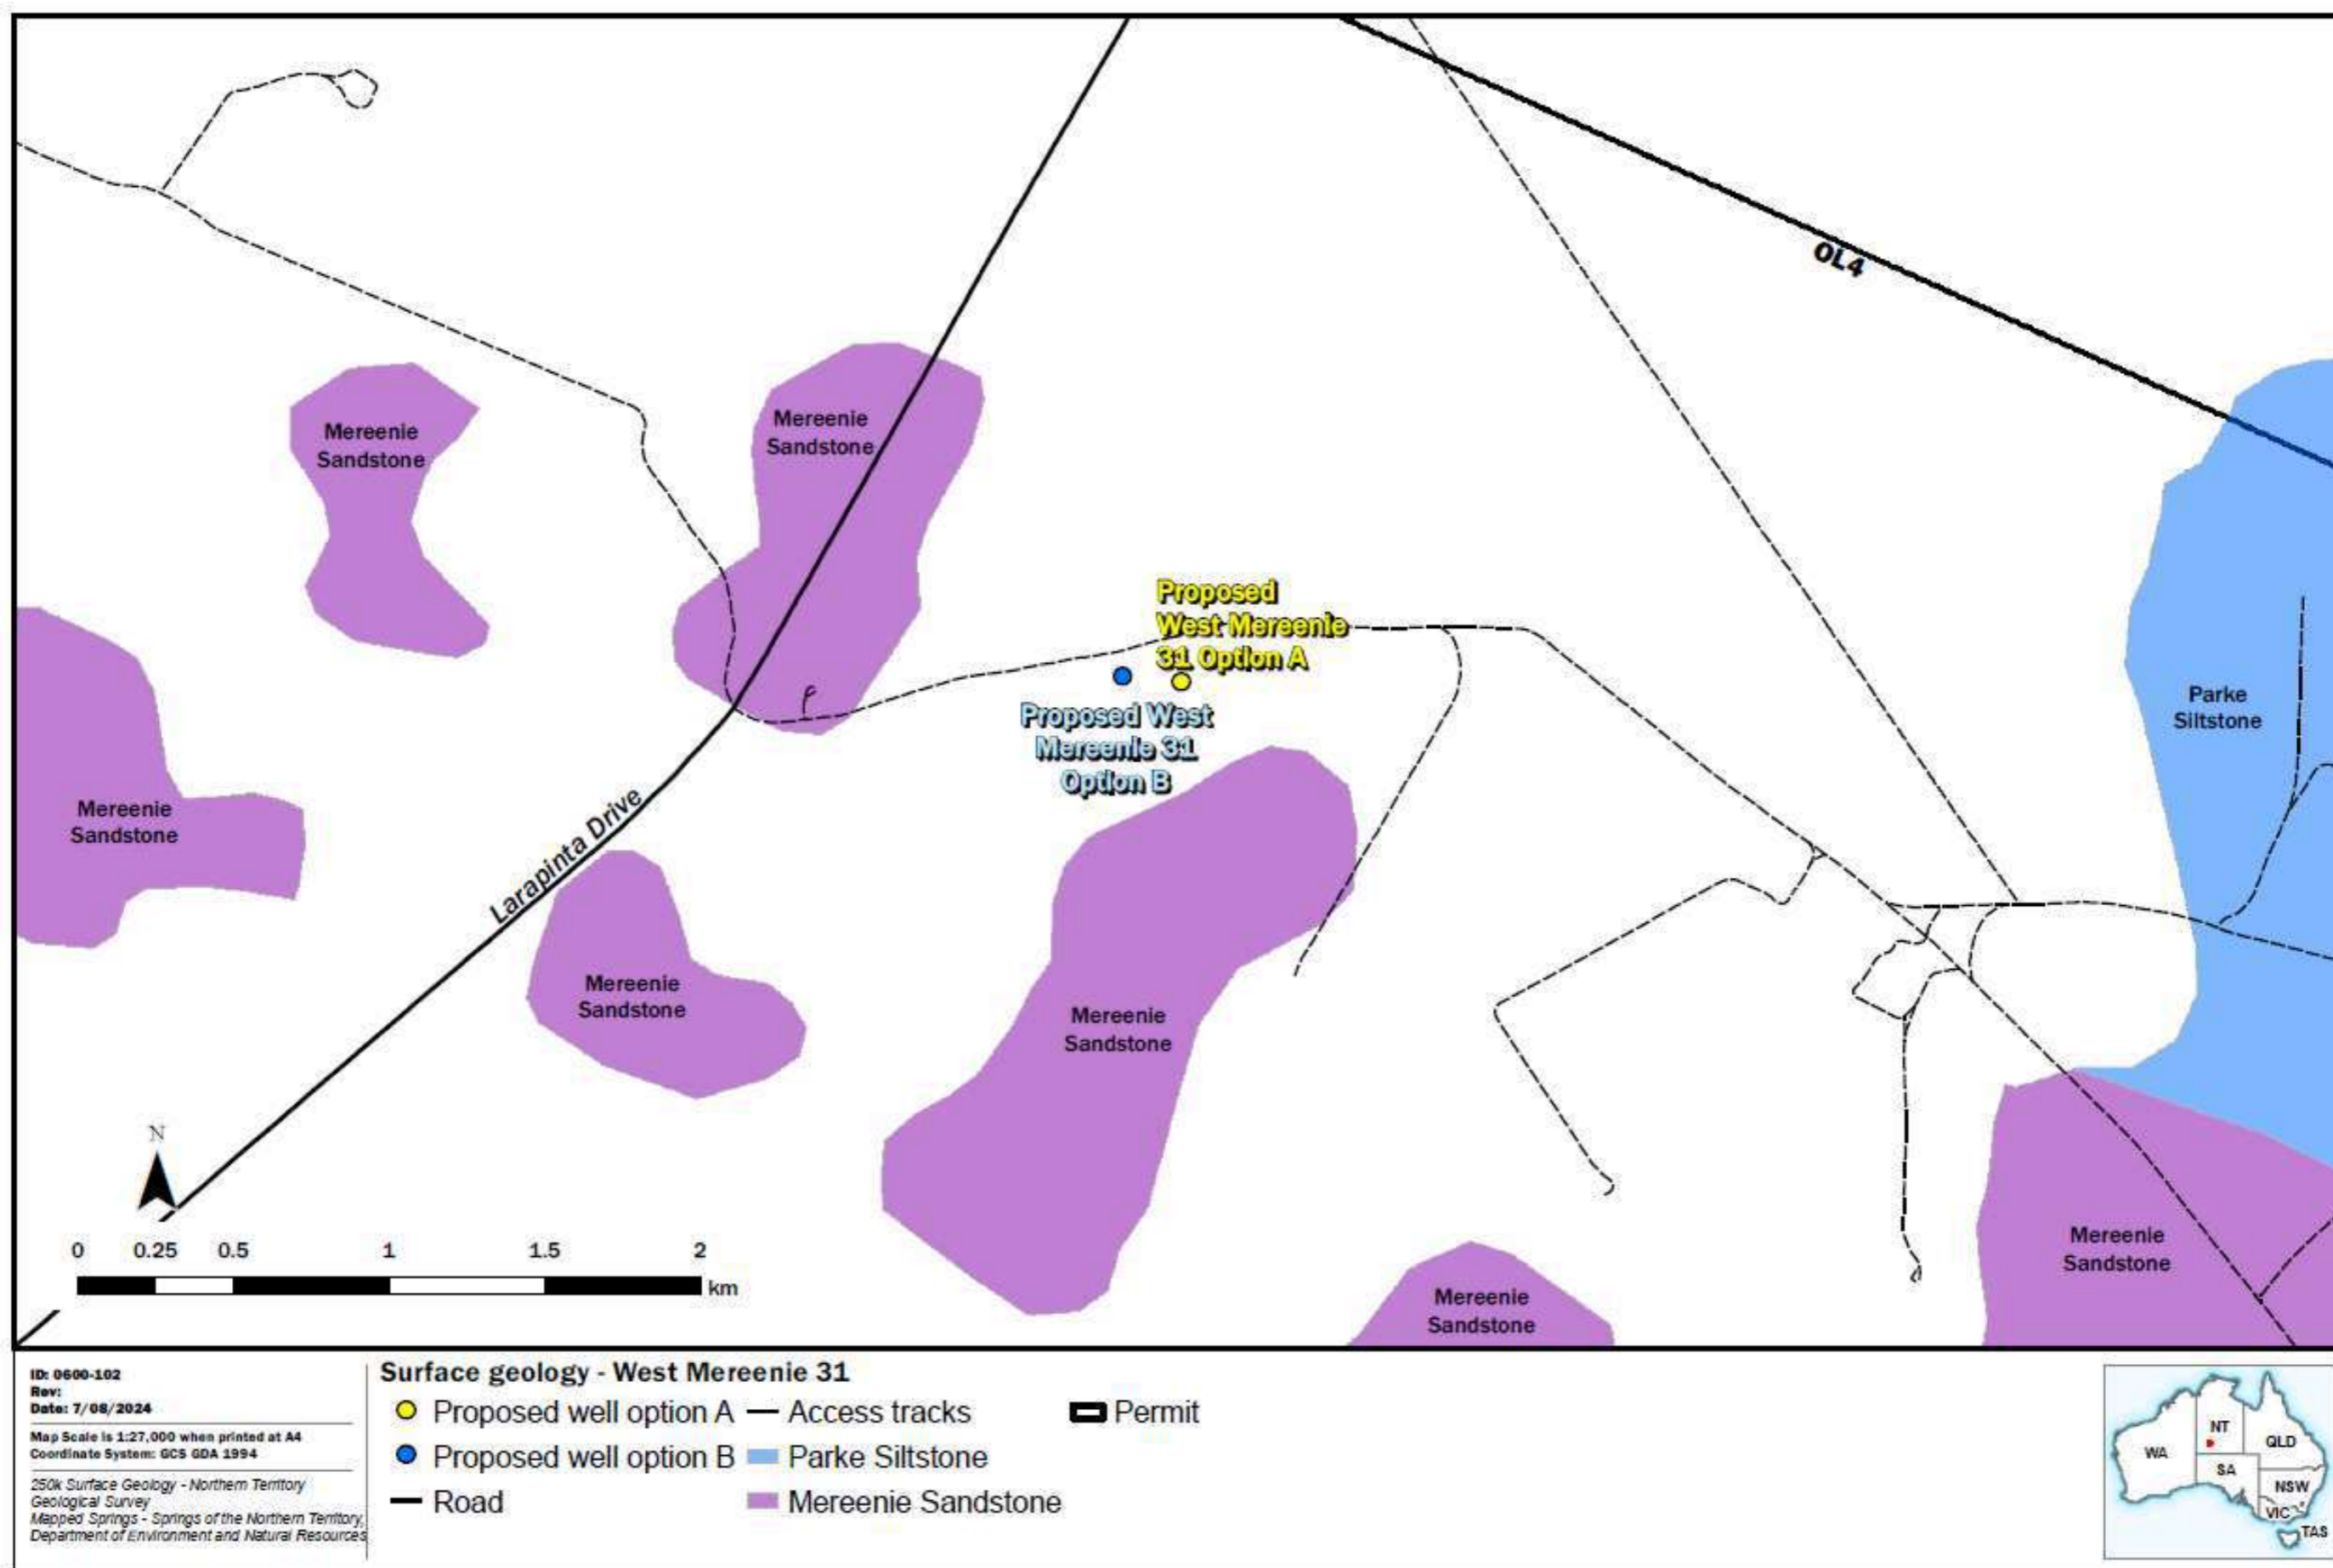 OL4
Mereenie
Sandstone
Mereenie
Sandstone
Proposed
West Mereenie
31 Option A
Proposed West
Mereenie 31
Option B
Parke
Siltstone
Mereenie
Sandstone
Larapinta Drive
Mereenie
Sandstone
Mereenie
Sandstone
Mereenie
Sandstone
Mereenie
Sandstone
N
0 0.25 0.5 1 1.5 2
km
ID: 0600-102
Rev:
Date: 7/08/2024
Map Scale is 1:27,000 when printed at A4
Coordinate System: GCS GDA 1994
250k Surface Geology - Northern Territory
Geological Survey
Mapped Springs - Springs of the Northern Territory,
Department of Environment and Natural Resources
Surface geology - West Mereenie 31
Proposed well option A
Access tracks
Permit
Proposed well option B
Parke Siltstone
Road
Mereenie Sandstone
NT
WA
QLD
SA
NSW
VIC
TAS